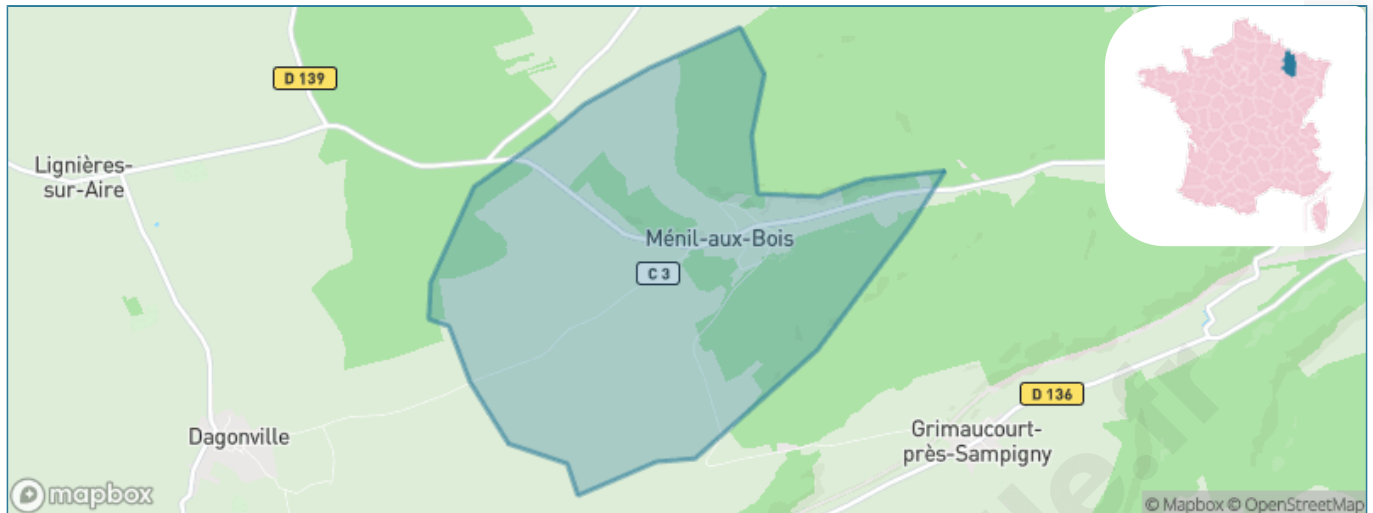 D 139
Lignières-
sur-Aire
Ménil-aux-Bois
C 3
D 136
Dagonville
Grimaucourt-
près-Sampigny
mapbox
© Mapbox © OpenStreetMap